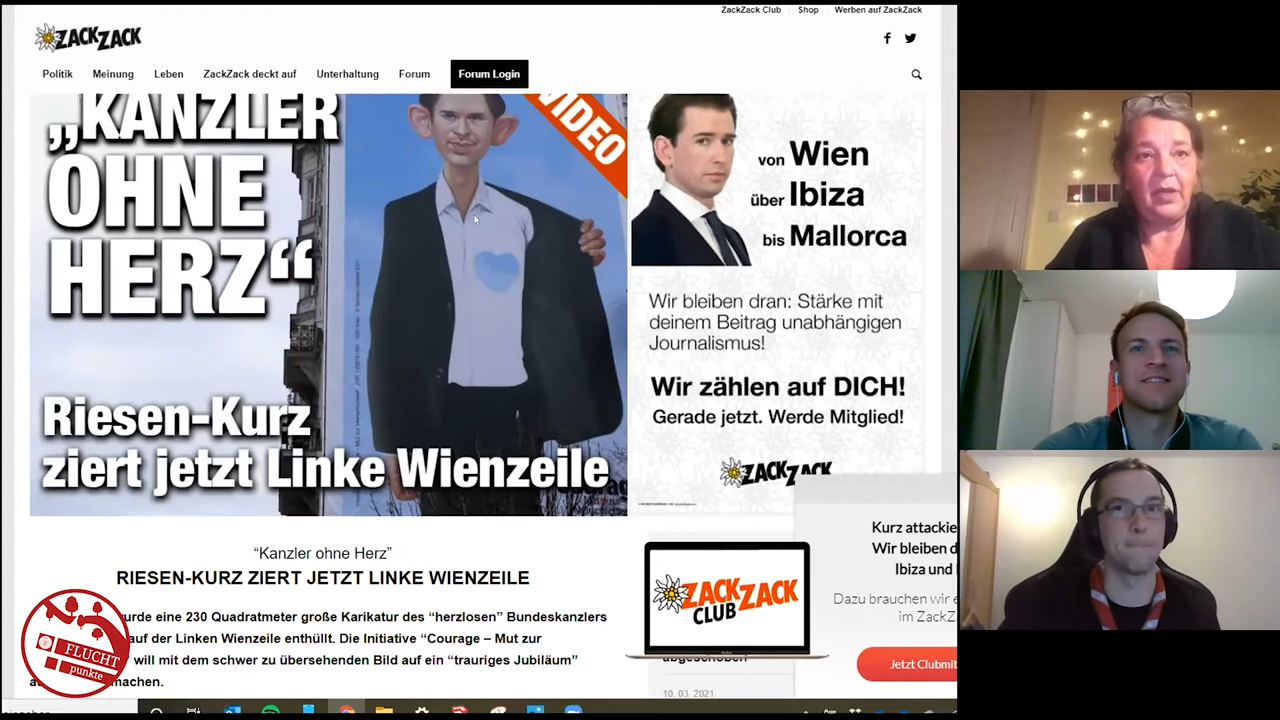 ZackZack Club Shop Werben auf ZackZack
ZACKZACK
Politik Meinung Leben ZackZack deckt auf Unterhaltung Forum Forum Login
„KANZLER
OHNE
HERZ“
VIDEO
Riesen-Kurz
ziert jetzt Linke Wienzeile
von Wien
über Ibiza
bis Mallorca
Wir bleiben dran: Stärke mit
deinem Beitrag unabhängigen
Journalismus!
Wir zählen auf DICH!
Gerade jetzt. Werde Mitglied!
ZACKZACK
“Kanzler ohne Herz”
RIESEN-KURZ ZIERT JETZT LINKE WIENZEILE
urde eine 230 Quadratmeter große Karikatur des “herzlosen” Bundeskanzlers
auf der Linken Wienzeile enthüllt. Die Initiative “Courage – Mut zur
will mit dem schwer zu übersehenden Bild auf ein “trauriges Jubiläum”
machen.
FLUCHT
punkte
ZACKZACK
CLUB
abgeschoben
10. 03. 2021
Kurz attackie
Wir bleiben d
Ibiza und
Dazu brauchen wir e
im ZackZ
Jetzt Clubmit